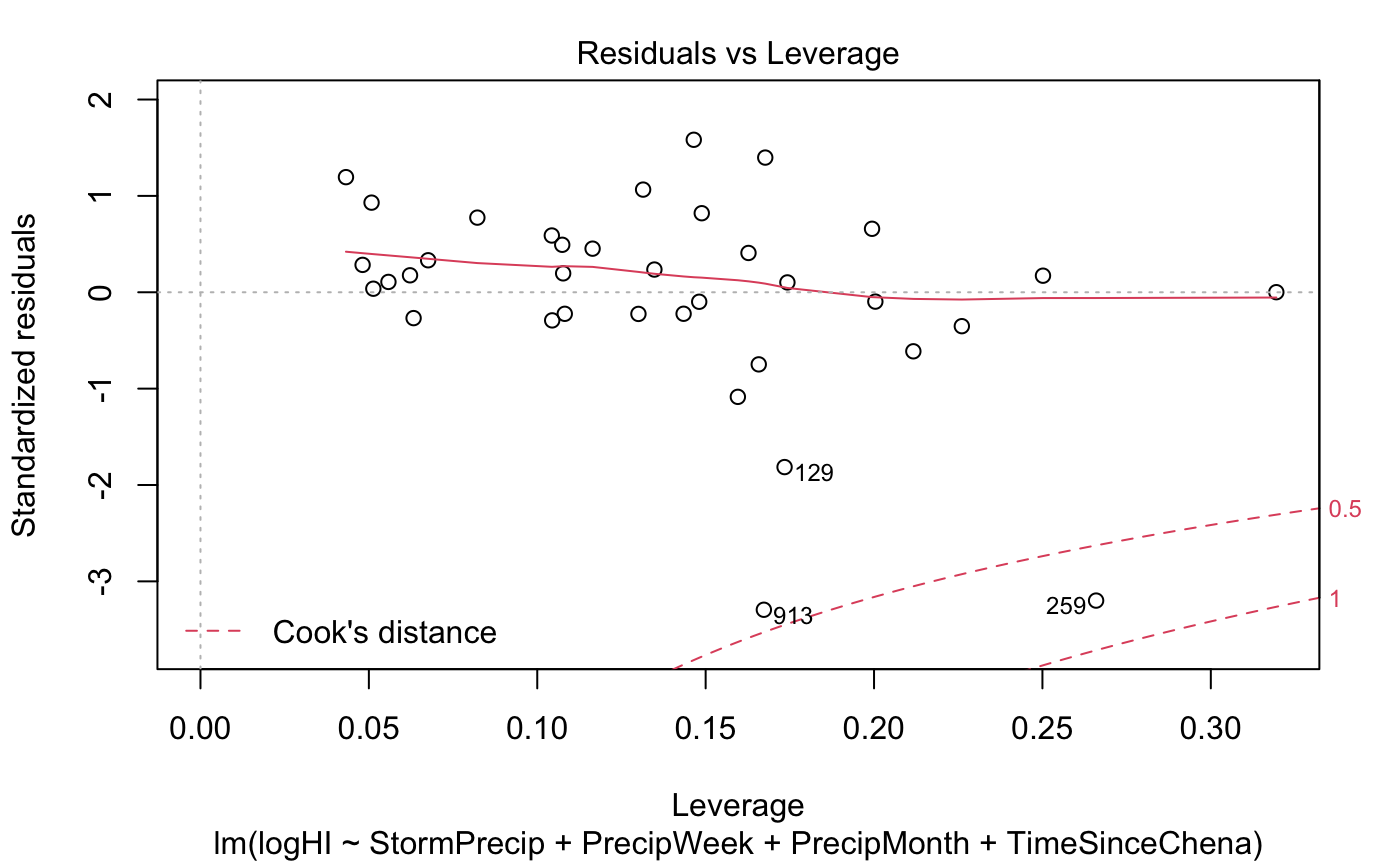 Residuals vs Leverage
Standardized residuals
2
1
0
-1
-2
-3
129
913
259
0.5
1
Cook's distance
0.00 0.05 0.10 0.15 0.20 0.25 0.30
Leverage
lm(logHI ~ StormPrecip + PrecipWeek + PrecipMonth + TimeSinceChena)